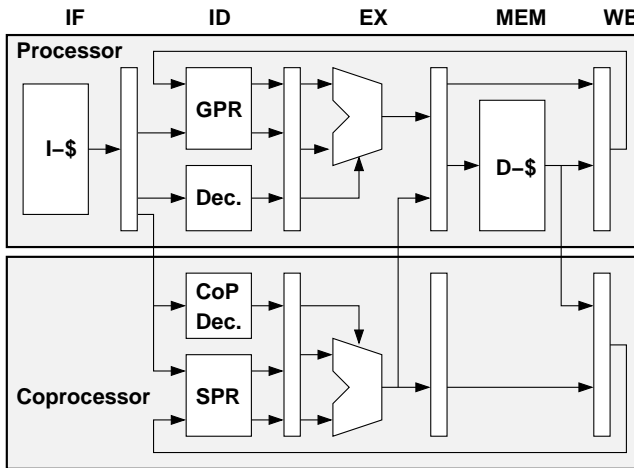 IF ID EX MEM WB
Processor
I–$
GPR
Dec.
D–$
CoP
Dec.
SPR
Coprocessor